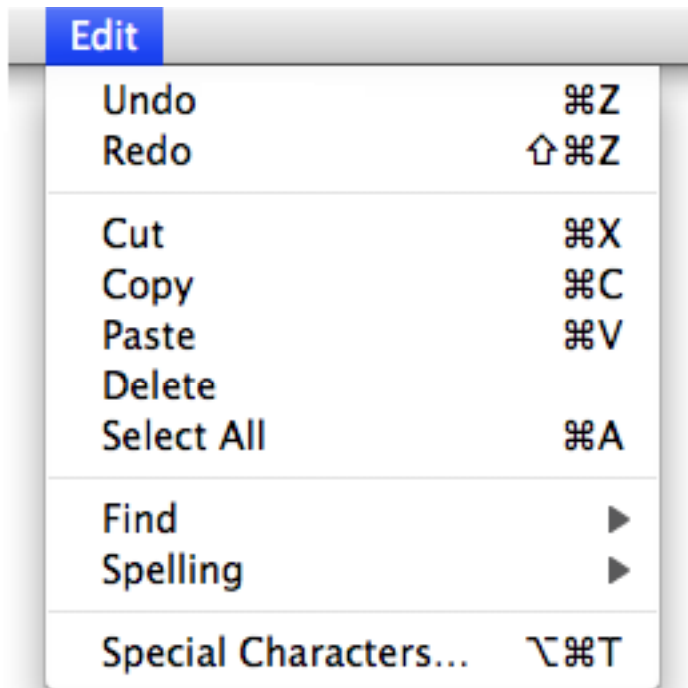 Edit
Undo ⌘Z
Redo ⇧⌘Z
Cut ⌘X
Copy ⌘C
Paste ⌘V
Delete
Select All ⌘A
Find ▶
Spelling ▶
Special Characters... ⌥⌘T